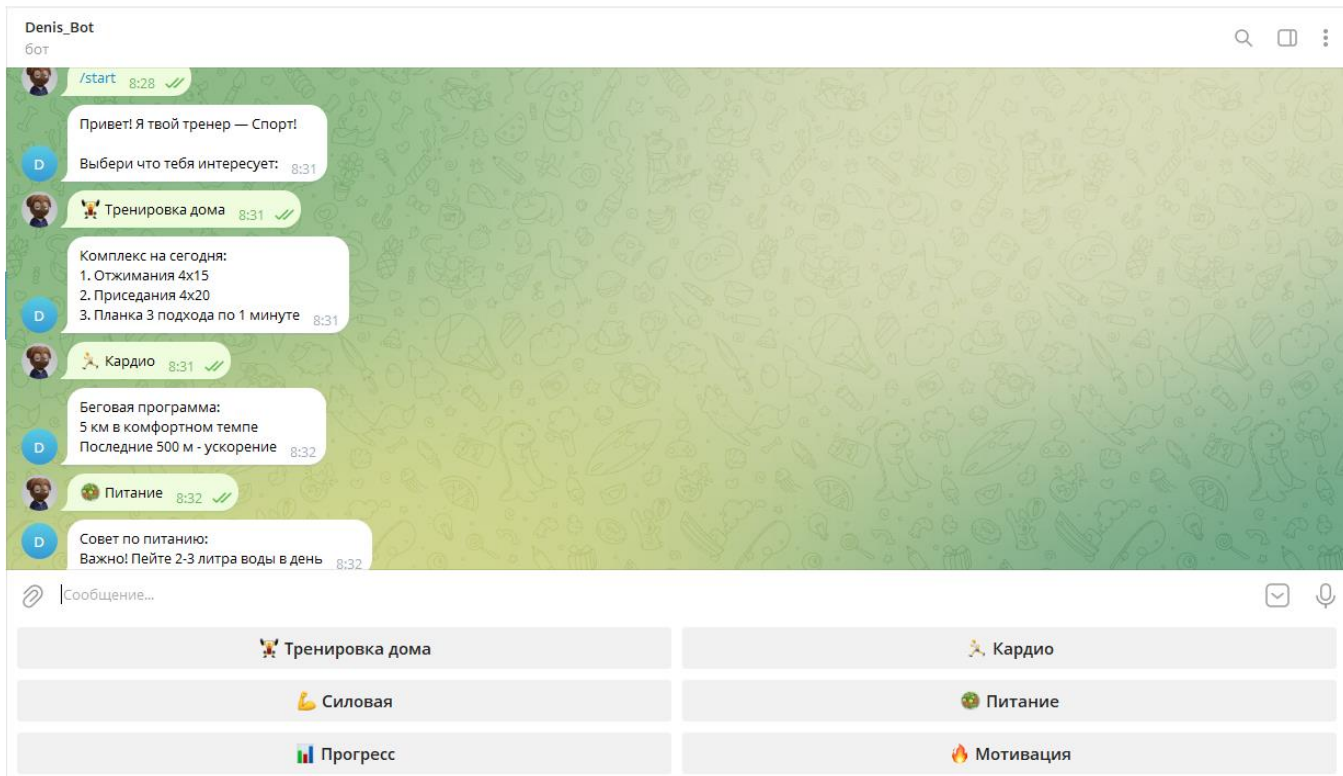 Denis_Bot
бот
/start 8:28
Привет! Я твой тренер — Спорт!
Выбери что тебя интересует: 8:31
D
🏋 Тренировка дома 8:31
Комплекс на сегодня:
1. Отжимания 4x15
2. Приседания 4x20
3. Планка 3 подхода по 1 минуте 8:31
D
🏃 Кардио 8:31
Беговая программа:
5 км в комфортном темпе
Последние 500 м - ускорение 8:32
D
🥗 Питание 8:32
Совет по питанию:
D
Важно! Пейте 2-3 литра воды в день 8:32
Сообщение...
🏋 Тренировка дома
🏃 Кардио
💪 Силовая
🥗 Питание
📊 Прогресс
🔥 Мотивация